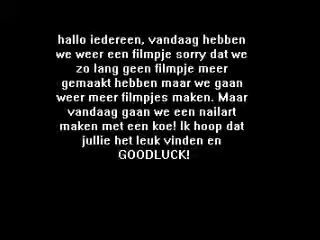 hallo iedereen, vandaag hebben
we weer een filmpje sorry dat we
zo lang geen filmpje meer
gemaakt hebben maar we gaan
weer meer filmpjes maken. Maar
vandaag gaan we een nailart
maken met een koe! Ik hoop dat
jullie het leuk vinden en
GOODLUCK!